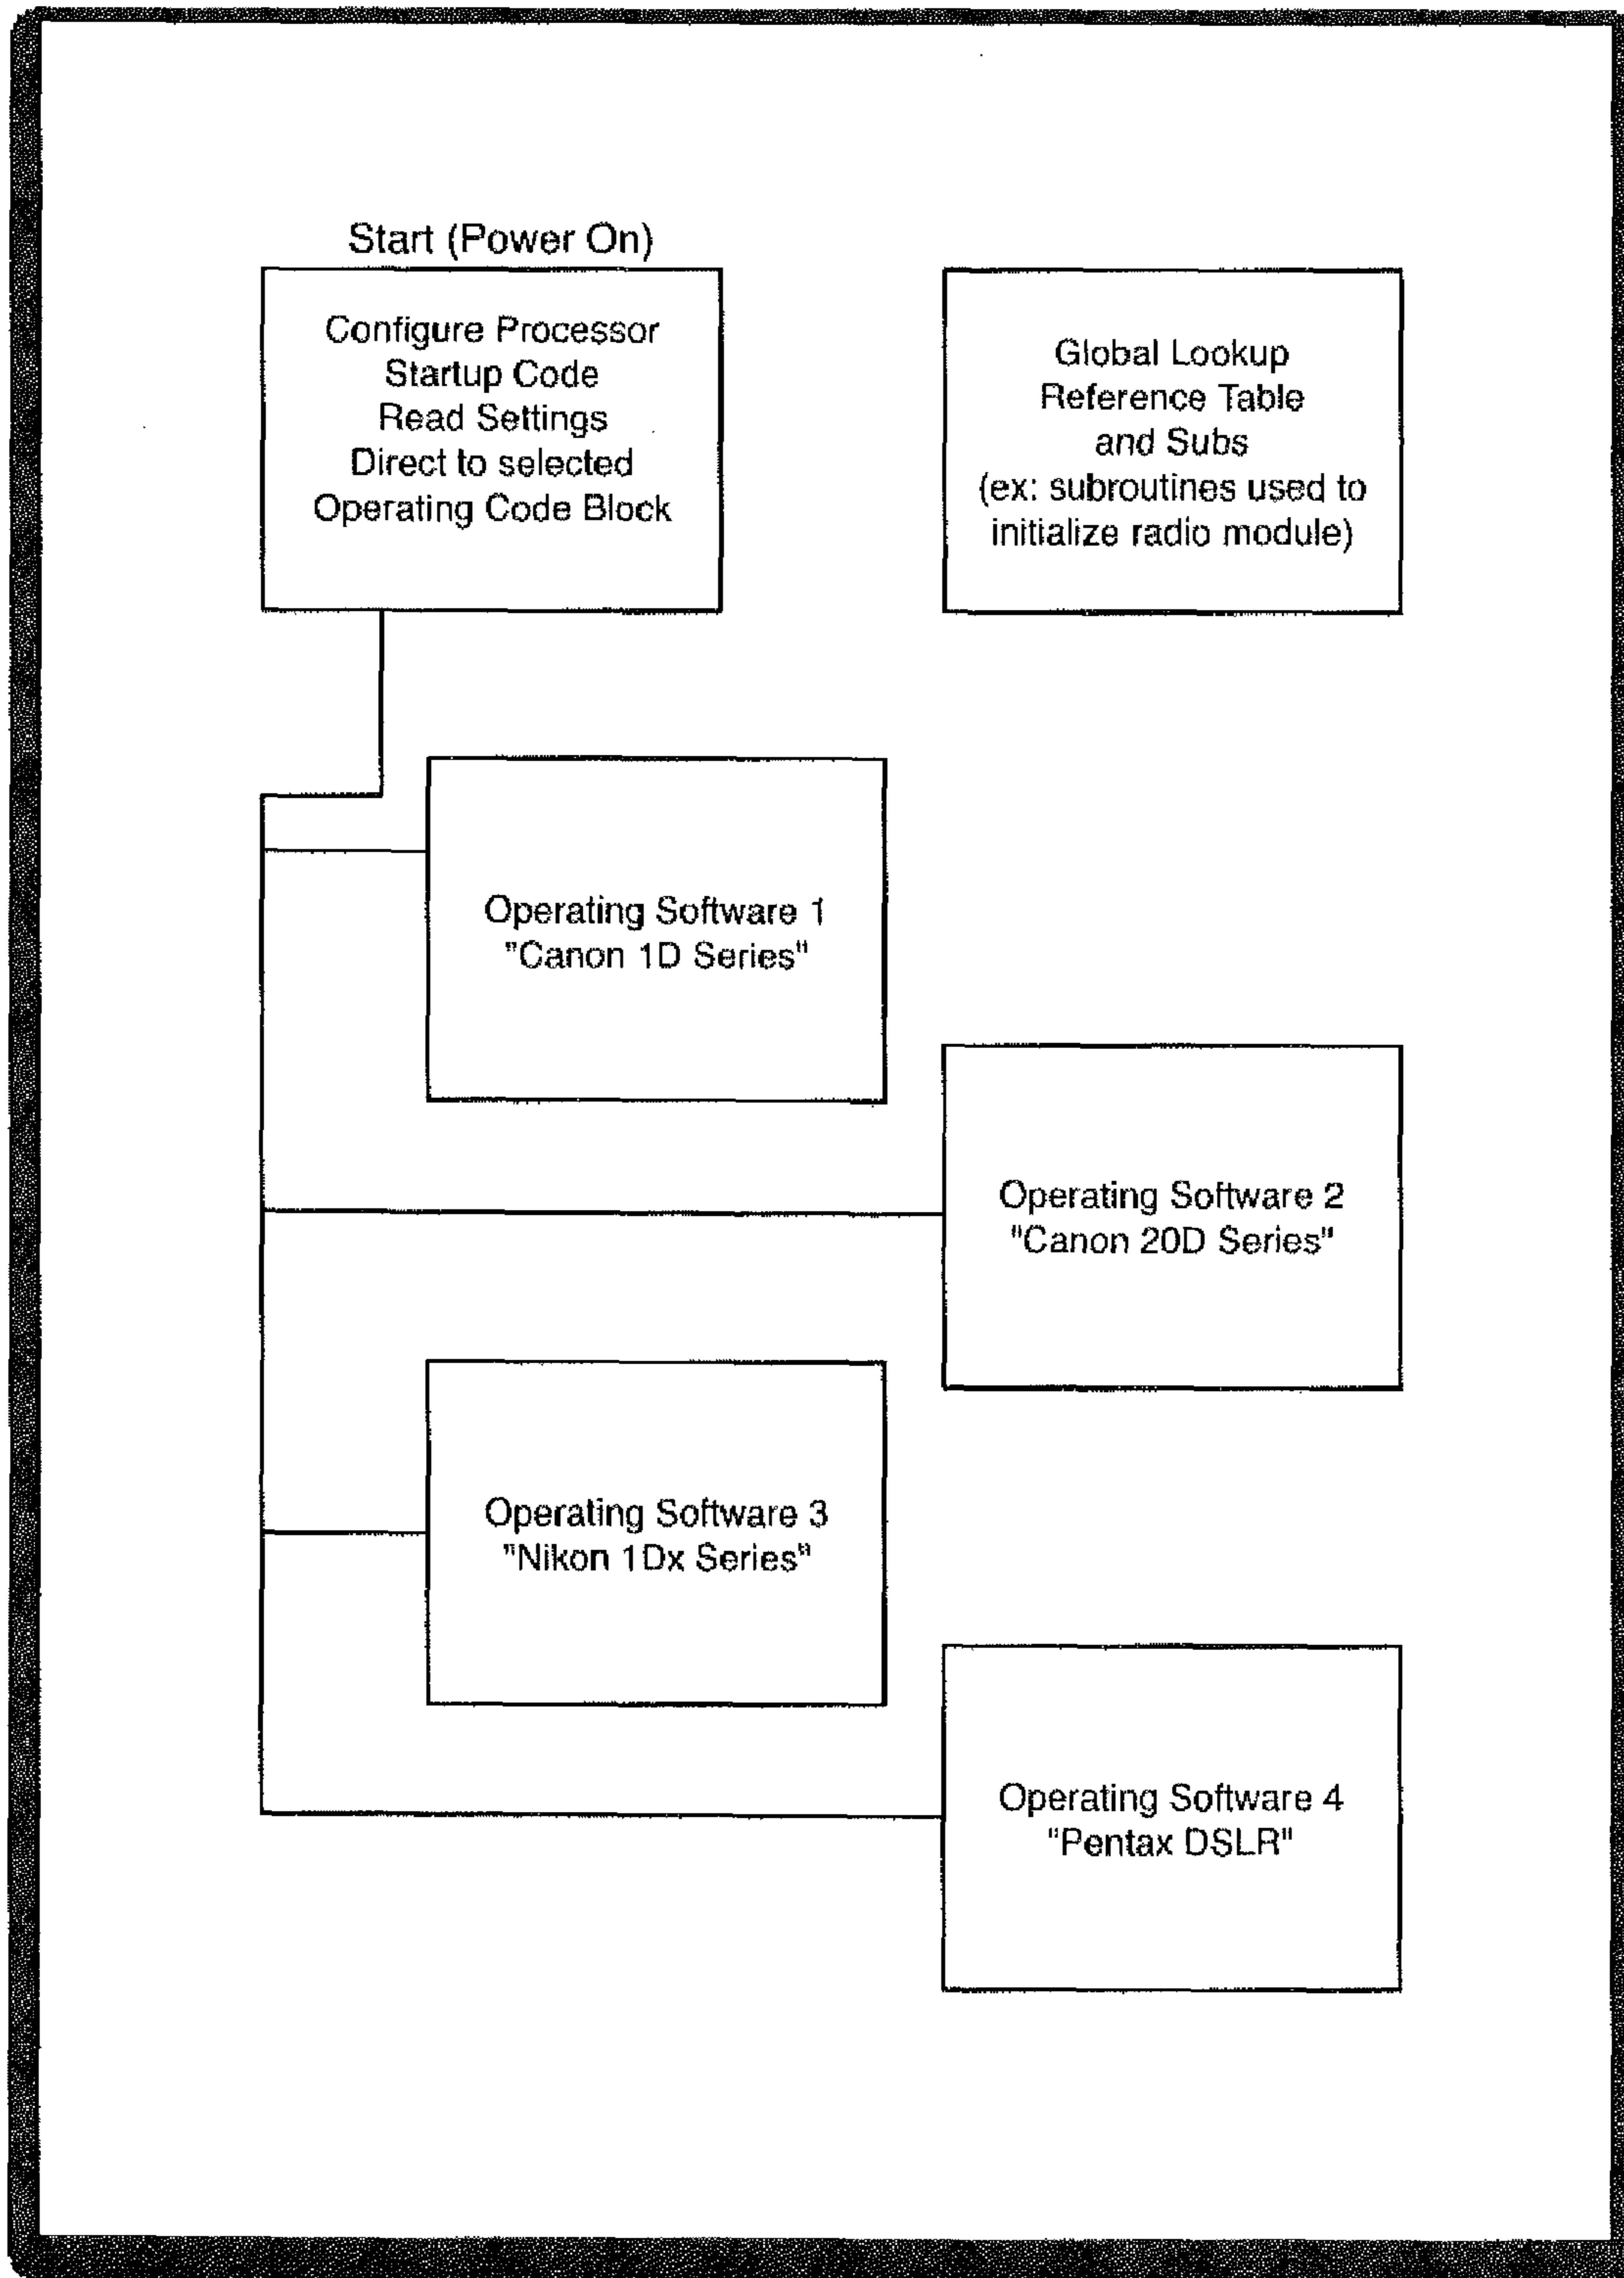 Start (Power On)
Configure Processor
Startup Code
Read Settings
Direct to selected
Operating Code Block
Global Lookup
Reference Table
and Subs
(ex: subroutines used to
initialize radio module)
Operating Software 1
"Canon 1D Series"
Operating Software 2
"Canon 20D Series"
Operating Software 3
"Nikon 1Dx Series"
Operating Software 4
"Pentax DSLR"